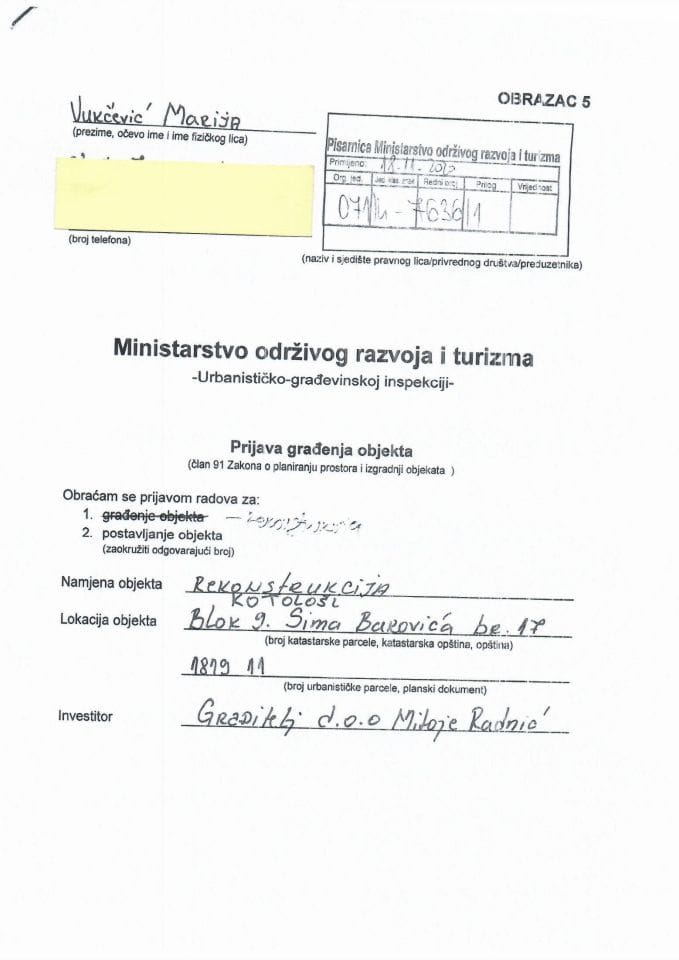 OBRAZAC 5
Vukčević Marija
(prezime, očevo ime i ime fizičkog lica)
Pisarnica Ministarstvo održivog razvoja i turizma
Primljeno: 18.11.
Org. jed. Jed. klas. znak Redni broj Prilog Vrijednost
-7636/1
(broj telefona)
(naziv i sjedište pravnog lica/privrednog društva/preduzetnika)
Ministarstvo održivog razvoja i turizma
-Urbanističko-građevinskoj inspekciji-
Prijava građenja objekta
(član 91 Zakona o planiranju prostora i izgradnji objekata )
Obraćam se prijavom radova za:
1. građenje objekta -
2. postavljanje objekta
(zaokružiti odgovarajući broj)
Namjena objekta REKONSTRUKCIJA
Lokacija objekta KOTOLOŠI
Blok 9. Sima Barovića br. 17
(broj katastarske parcele, katastarska opština, opština)
1819 11
(broj urbanističke parcele, planski dokument)
Investitor Graditelj d.o.o Miloje Radnić